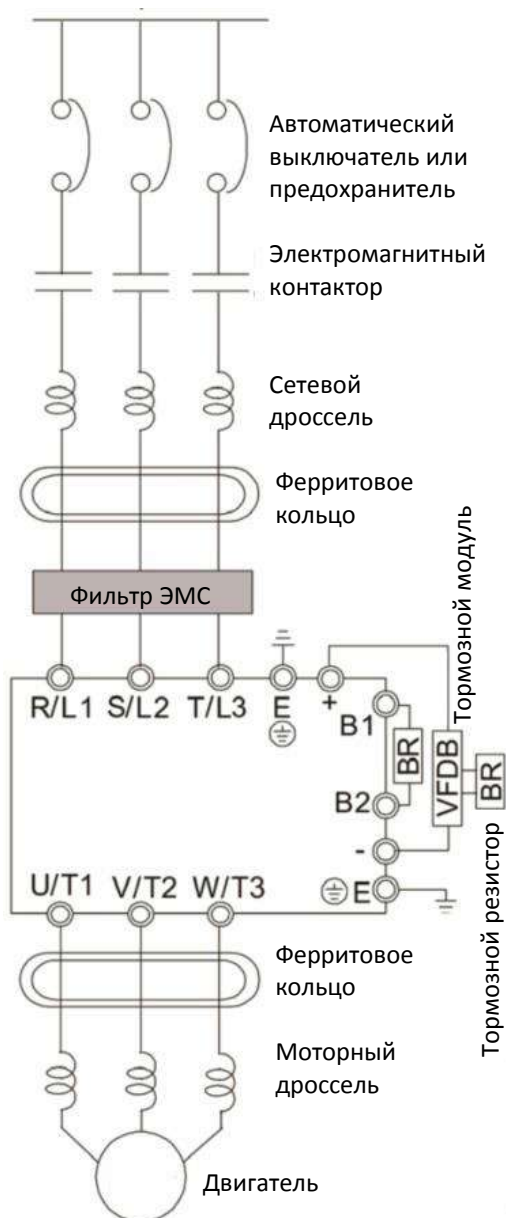 Автоматический
выключатель или
предохранитель
Электромагнитный
контактор
Сетевой
дроссель
Ферритовое
кольцо
Фильтр ЭМС
Тормозной модуль
R/L1 S/L2 T/L3 E +
B1
BR
B2
VFDB
BR
-
E
Тормозной резистор
U/T1 V/T2 W/T3
Ферритовое
кольцо
Моторный
дроссель
Двигатель